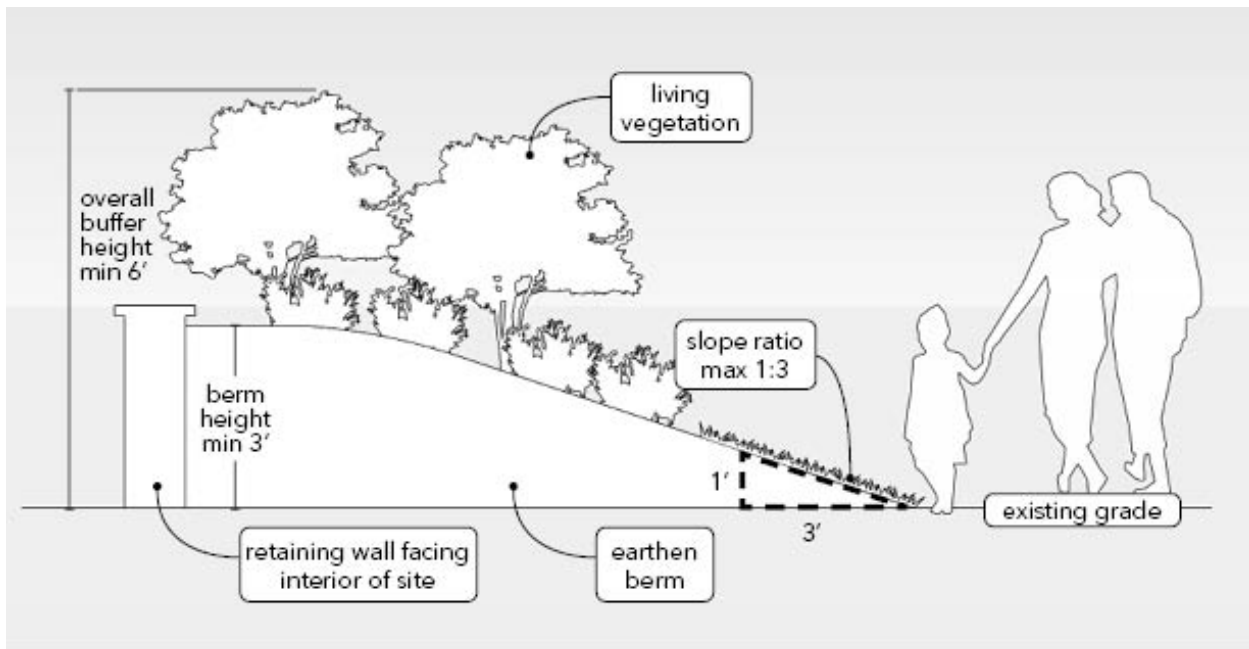 living
vegetation
overall
buffer
height
min 6′
slope ratio
max 1:3
berm
height
min 3′
1′
3′
existing grade
retaining wall facing
interior of site
earthen
berm